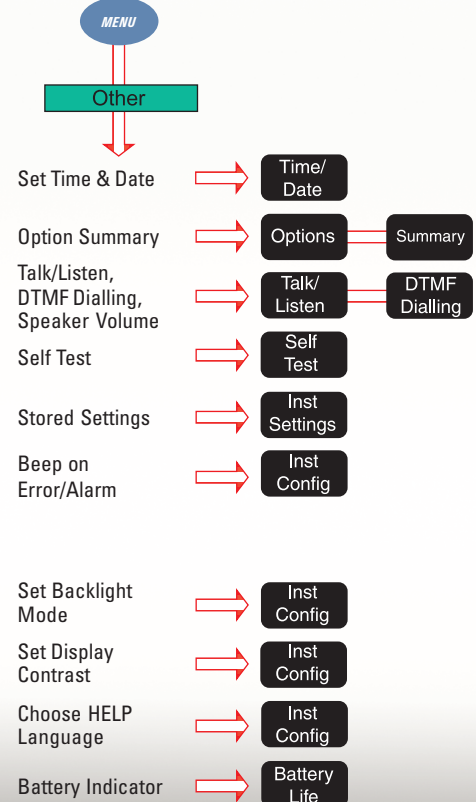 MENU
Other
Set Time & Date
Time/
Date
Option Summary
Options
Summary
Talk/Listen,
DTMF Dialling,
Speaker Volume
Talk/
Listen
DTMF
Dialling
Self Test
Self
Test
Stored Settings
Inst
Settings
Beep on
Error/Alarm
Inst
Config
Set Backlight
Mode
Inst
Config
Set Display
Contrast
Inst
Config
Choose HELP
Language
Inst
Config
Battery Indicator
Battery
Life